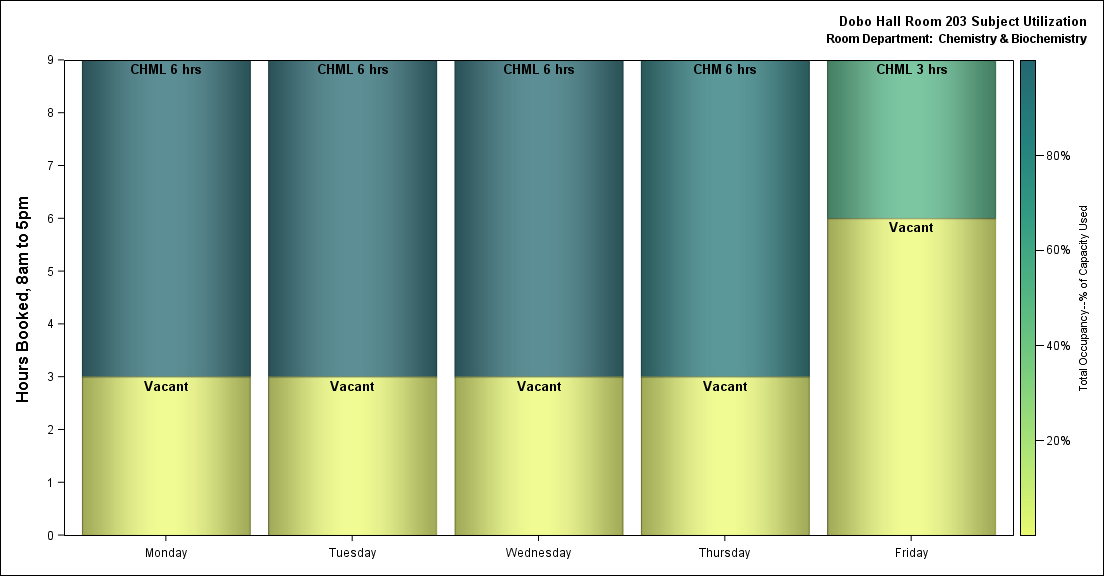 Dobo Hall Room 203 Subject Utilization
Room Department: Chemistry & Biochemistry
Hours Booked, 8am to 5pm
9
8
7
6
5
4
3
2
1
0
CHML 6 hrs
CHML 6 hrs
CHML 6 hrs
CHM 6 hrs
CHML 3 hrs
Vacant
Vacant
Vacant
Vacant
Vacant
Monday
Tuesday
Wednesday
Thursday
Friday
80%
60%
40%
20%
Total Occupancy--% of Capacity Used